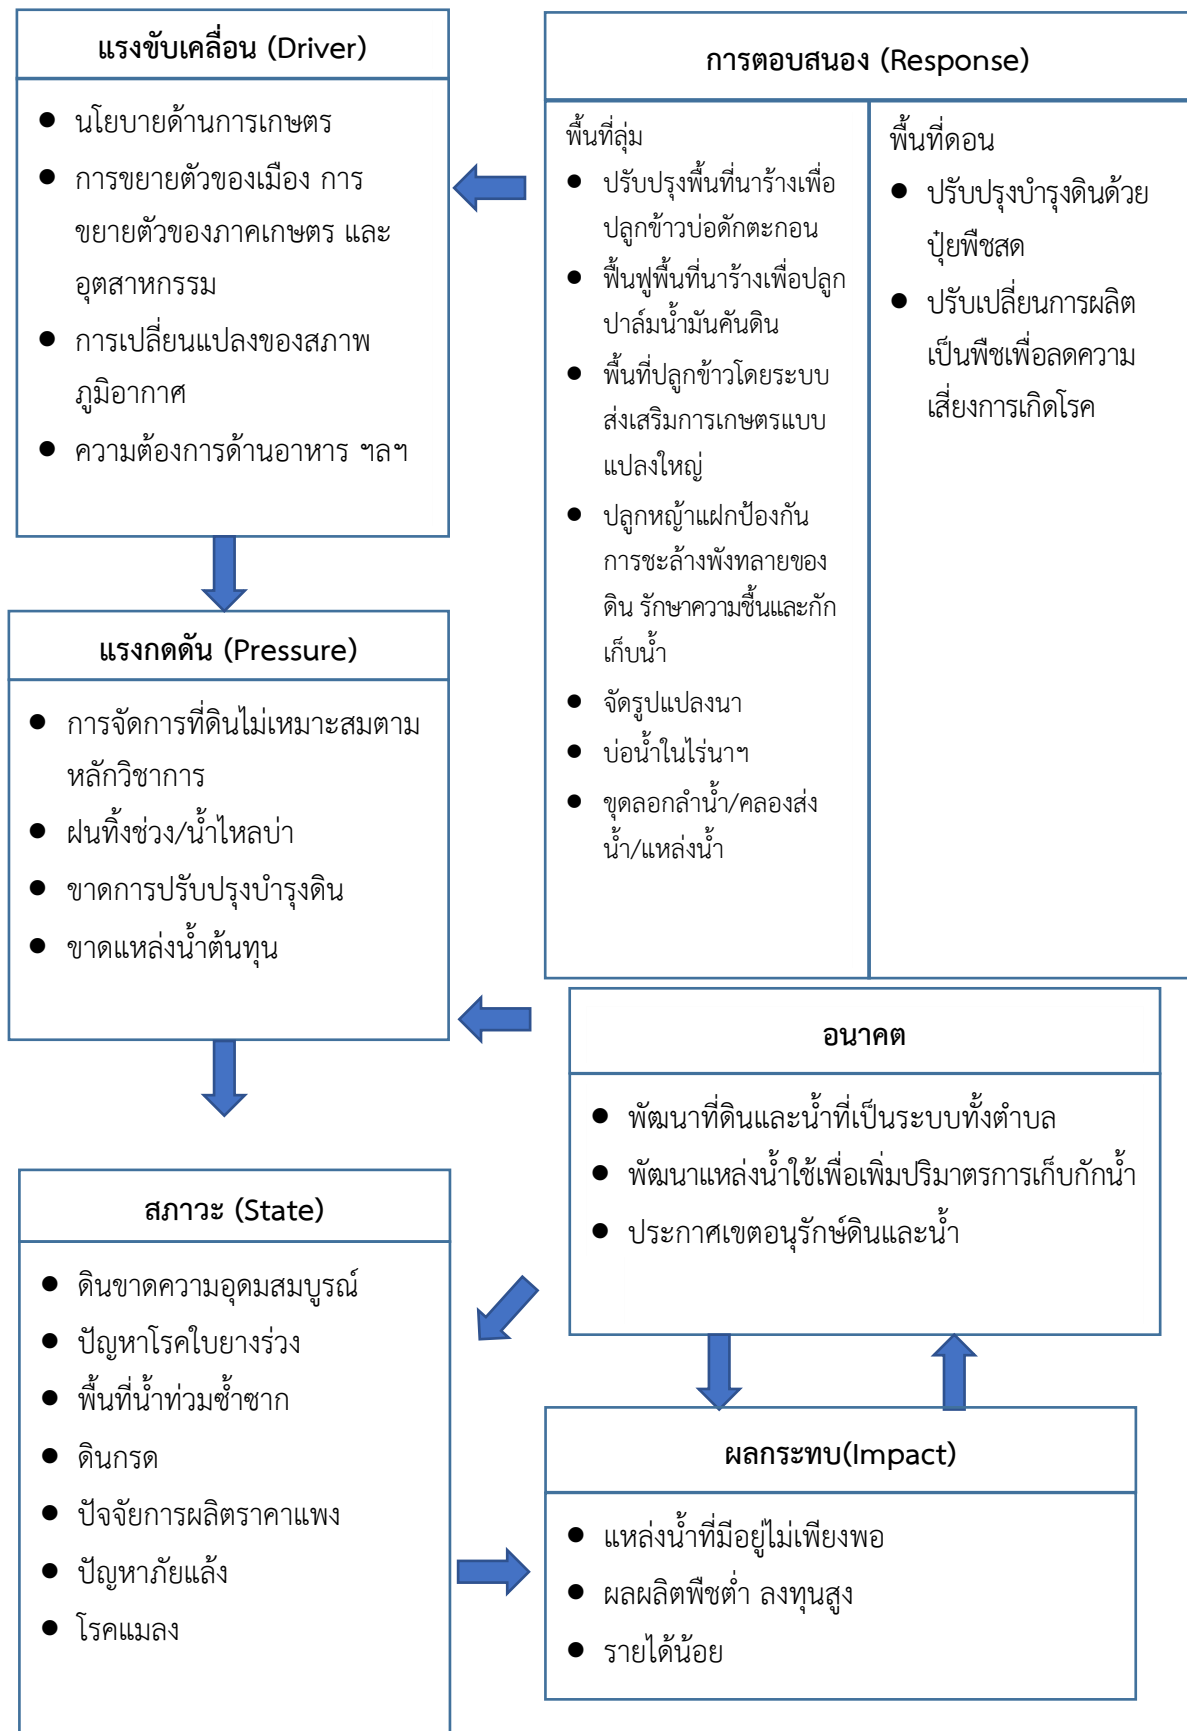 แรงขับเคลื่อน (Driver)
● นโยบายด้านการเกษตร
● การขยายตัวของเมือง การ
ขยายตัวของภาคเกษตร และ
อุตสาหกรรม
● การเปลี่ยนแปลงของสภาพ
ภูมิอากาศ
● ความต้องการด้านอาหาร ฯลฯ
การตอบสนอง (Response)
พื้นที่ลุ่ม
● ปรับปรุงพื้นที่นาร้างเพื่อ
ปลูกข้าวบ่อดักตะกอน
● ฟื้นฟูพื้นที่นาร้างเพื่อปลูก
ปาล์มน้ำมันคันดิน
● พื้นที่ปลูกข้าวโดยระบบ
ส่งเสริมการเกษตรแบบ
แปลงใหญ่
● ปลูกหญ้าแฝกป้องกัน
การชะล้างพังทลายของ
ดิน รักษาความชื้นและกัก
เก็บน้ำ
● จัดรูปแปลงนา
● บ่อน้ำในไร่นาฯ
● ขุดลอกลำน้ำ/คลองส่ง
น้ำ/แหล่งน้ำ
พื้นที่ดอน
● ปรับปรุงบำรุงดินด้วย
ปุ๋ยพืชสด
● ปรับเปลี่ยนการผลิต
เป็นพืชเพื่อลดความ
เสี่ยงการเกิดโรค
แรงกดดัน (Pressure)
● การจัดการที่ดินไม่เหมาะสมตาม
หลักวิชาการ
● ฝนทิ้งช่วง/น้ำไหลบ่า
● ขาดการปรับปรุงบำรุงดิน
● ขาดแหล่งน้ำต้นทุน
อนาคต
● พัฒนาที่ดินและน้ำที่เป็นระบบทั้งตำบล
● พัฒนาแหล่งน้ำใช้เพื่อเพิ่มปริมาตรการเก็บกักน้ำ
● ประกาศเขตอนุรักษ์ดินและน้ำ
สภาวะ (State)
● ดินขาดความอุดมสมบูรณ์
● ปัญหาโรคใบยางร่วง
● พื้นที่น้ำท่วมซ้ำซาก
● ดินกรด
● ปัจจัยการผลิตราคาแพง
● ปัญหาภัยแล้ง
● โรคแมลง
ผลกระทบ(Impact)
● แหล่งน้ำที่มีอยู่ไม่เพียงพอ
● ผลผลิตพืชต่ำ ลงทุนสูง
● รายได้น้อย